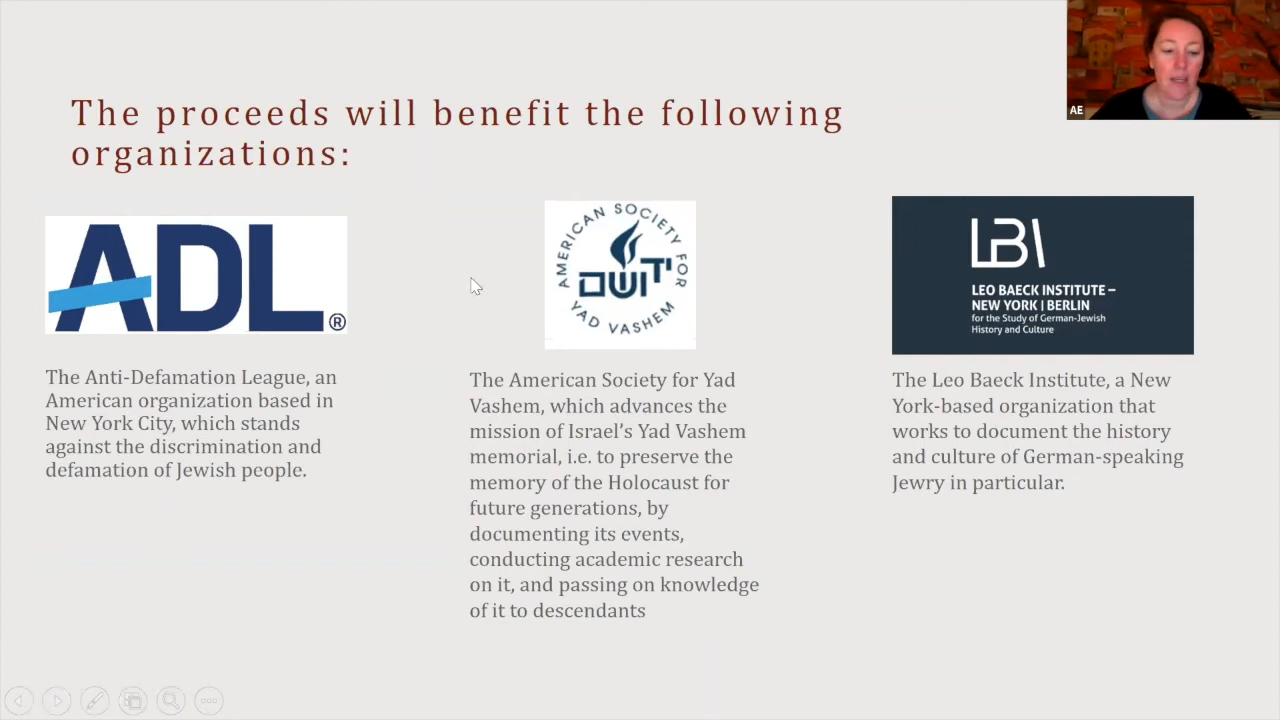 AE
The proceeds will benefit the following
organizations:
ADL®
The Anti-Defamation League, an
American organization based in
New York City, which stands
against the discrimination and
defamation of Jewish people.
AMERICAN SOCIETY FOR
יד ושם
YAD VASHEM
The American Society for Yad
Vashem, which advances the
mission of Israel’s Yad Vashem
memorial, i.e. to preserve the
memory of the Holocaust for
future generations, by
documenting its events,
conducting academic research
on it, and passing on knowledge
of it to descendants
LBI
LEO BAECK INSTITUTE –
NEW YORK | BERLIN
for the Study of German-Jewish
History and Culture
The Leo Baeck Institute, a New
York-based organization that
works to document the history
and culture of German-speaking
Jewry in particular.